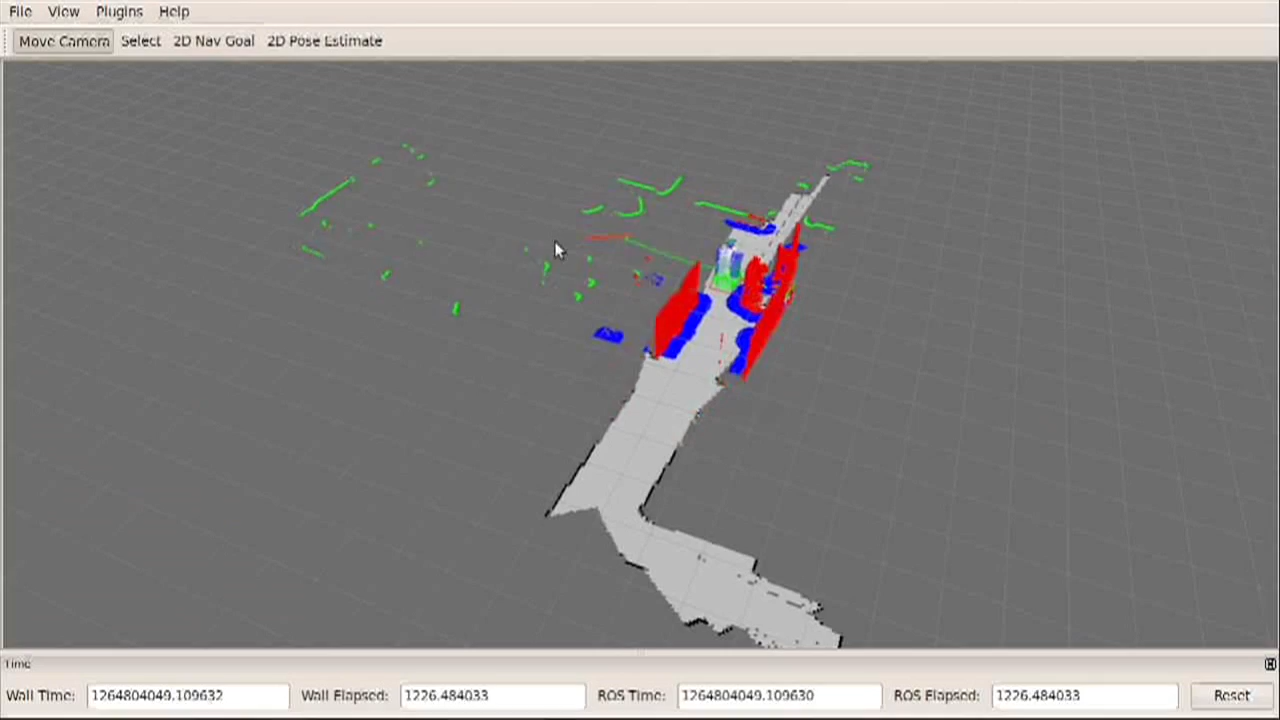 File View Plugins Help
Move Camera Select 2D Nav Goal 2D Pose Estimate
Time
Wall Time: 1264804049.109632 Wall Elapsed: 1226.484033 ROS Time: 1264804049.109630 ROS Elapsed: 1226.484033 Reset